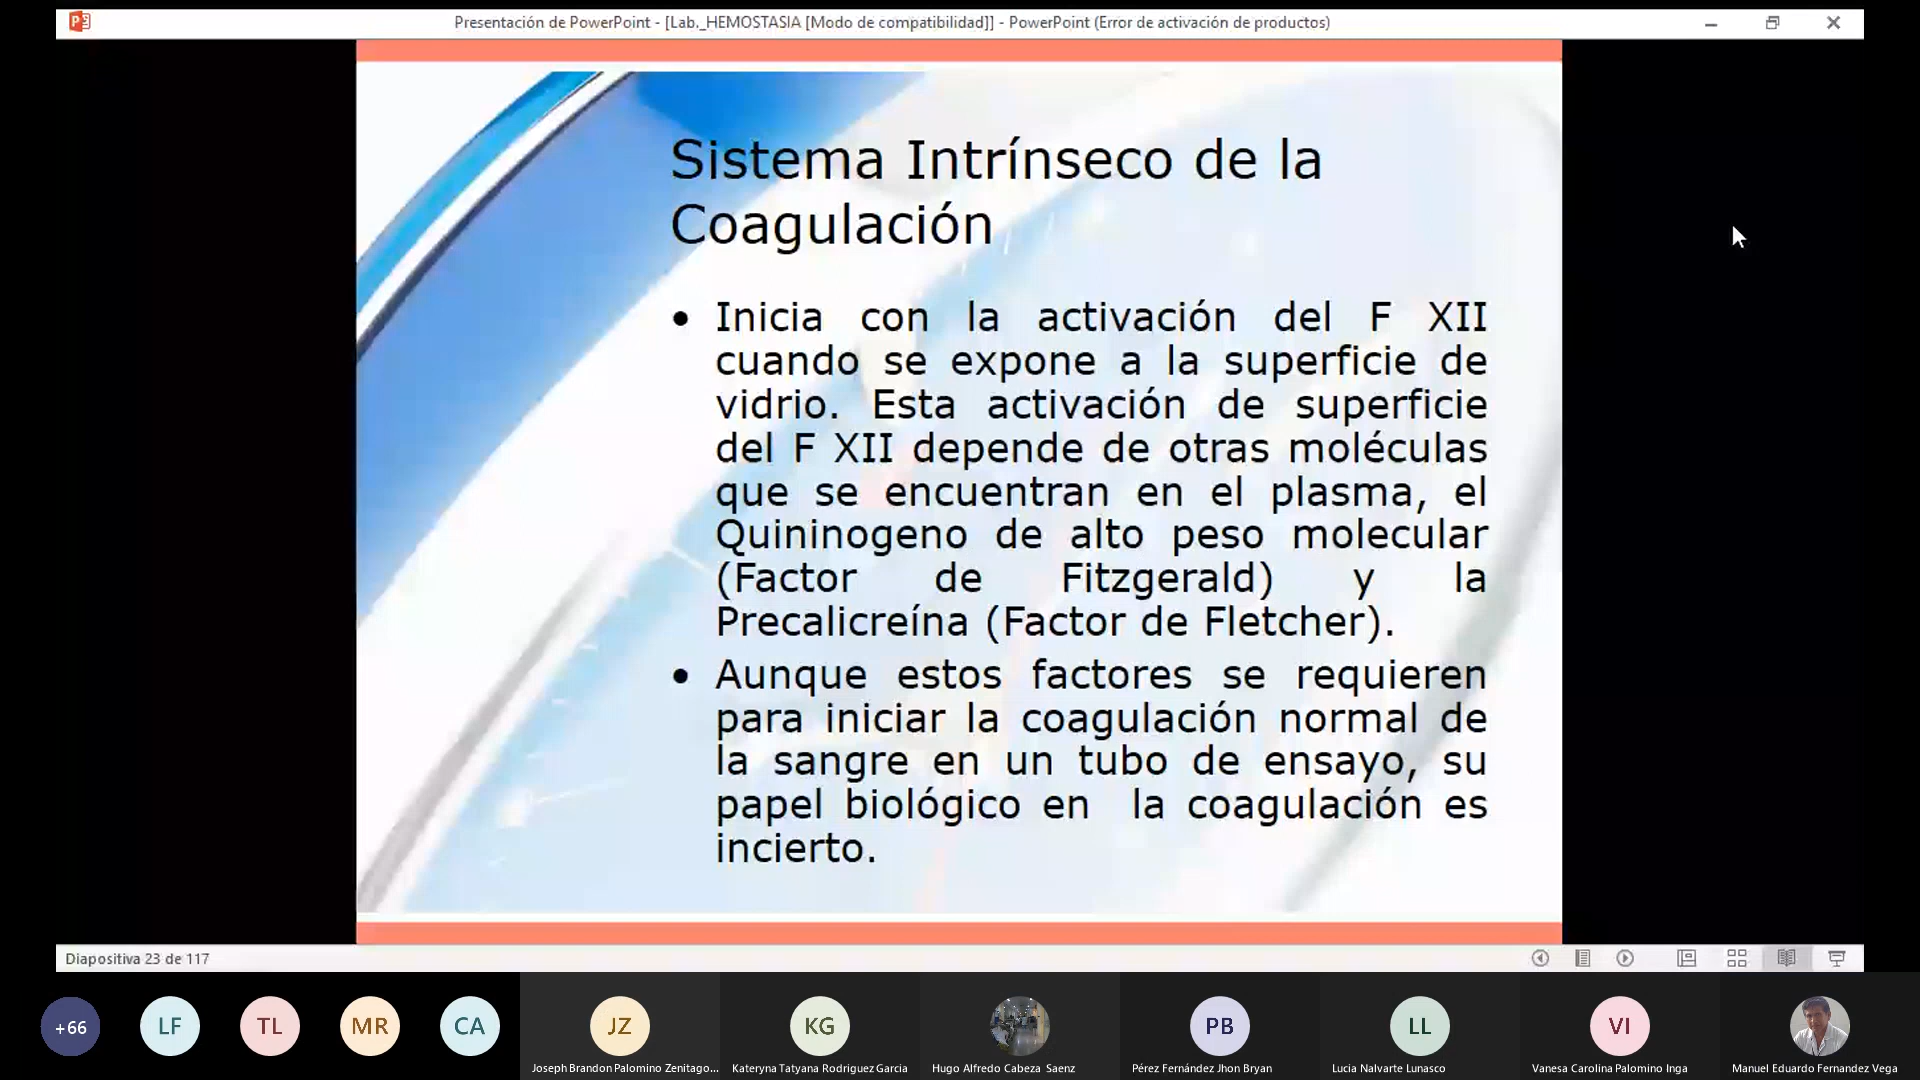 Presentación de PowerPoint - [Lab._HEMOSTASIA [Modo de compatibilidad]] - PowerPoint (Error de activación de productos)
Sistema Intrínseco de la
Coagulación
• Inicia con la activación del F XII
cuando se expone a la superficie de
vidrio. Esta activación de superficie
del F XII depende de otras moléculas
que se encuentran en el plasma, el
Quininogeno de alto peso molecular
(Factor de Fitzgerald) y la
Precalicreína (Factor de Fletcher).
• Aunque estos factores se requieren
para iniciar la coagulación normal de
la sangre en un tubo de ensayo, su
papel biológico en la coagulación es
incierto.
Diapositiva 23 de 117
+66 LF TL MR CA JZ KG PB LL VI
Joseph Brandon Palomino Zenitago... Kateryna Tatyana Rodriguez Garcia Hugo Alfredo Cabeza Saenz Pérez Fernández Jhon Bryan Lucia Nalvarte Lunasco Vanesa Carolina Palomino Inga Manuel Eduardo Fernandez Vega